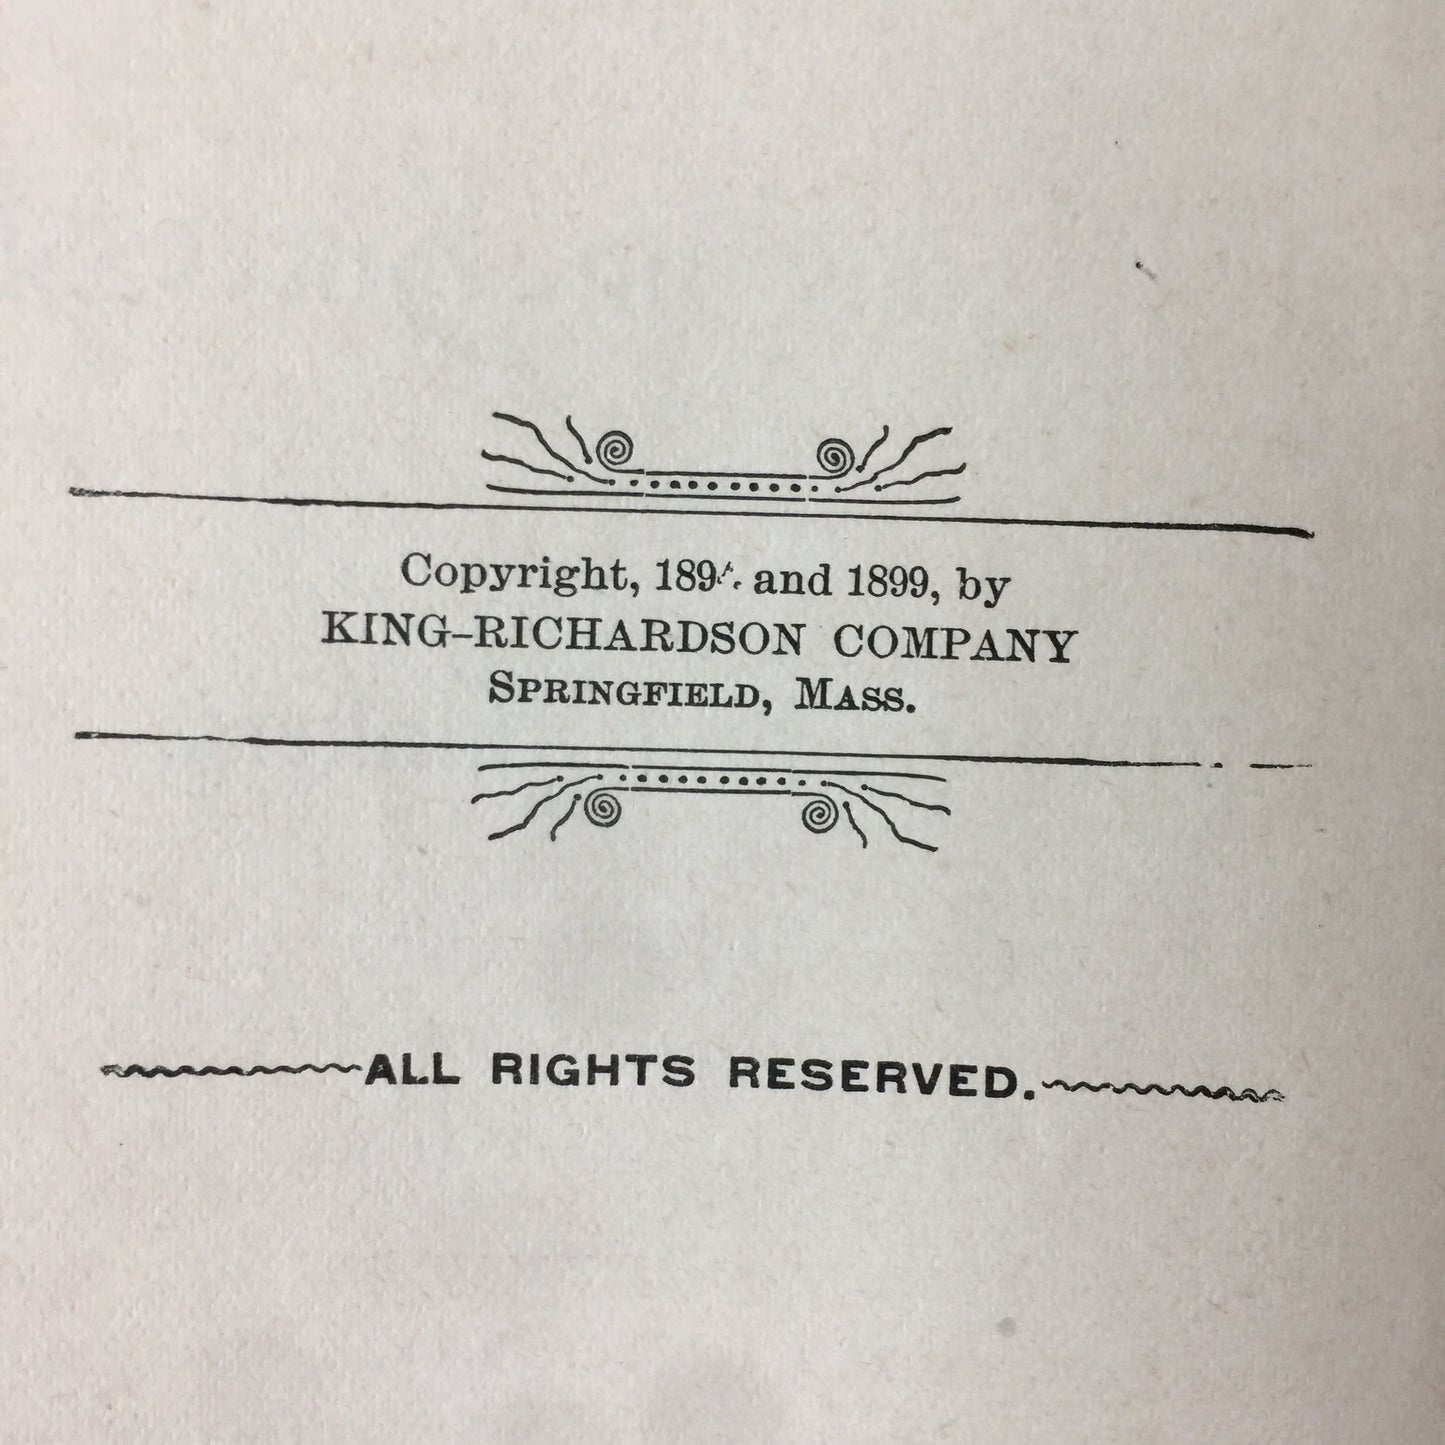 Copyright, and 1899, by
KING-RICHARDSON COMPANY
SPRINGFIELD, MASS.
ALL RIGHTS RESERVED.